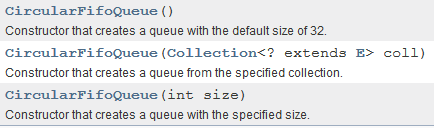 CircularFifoQueue()
Constructor that creates a queue with the default size of 32.
CircularFifoQueue(Collection<? extends E> coll)
Constructor that creates a queue from the specified collection.
CircularFifoQueue(int size)
Constructor that creates a queue with the specified size.